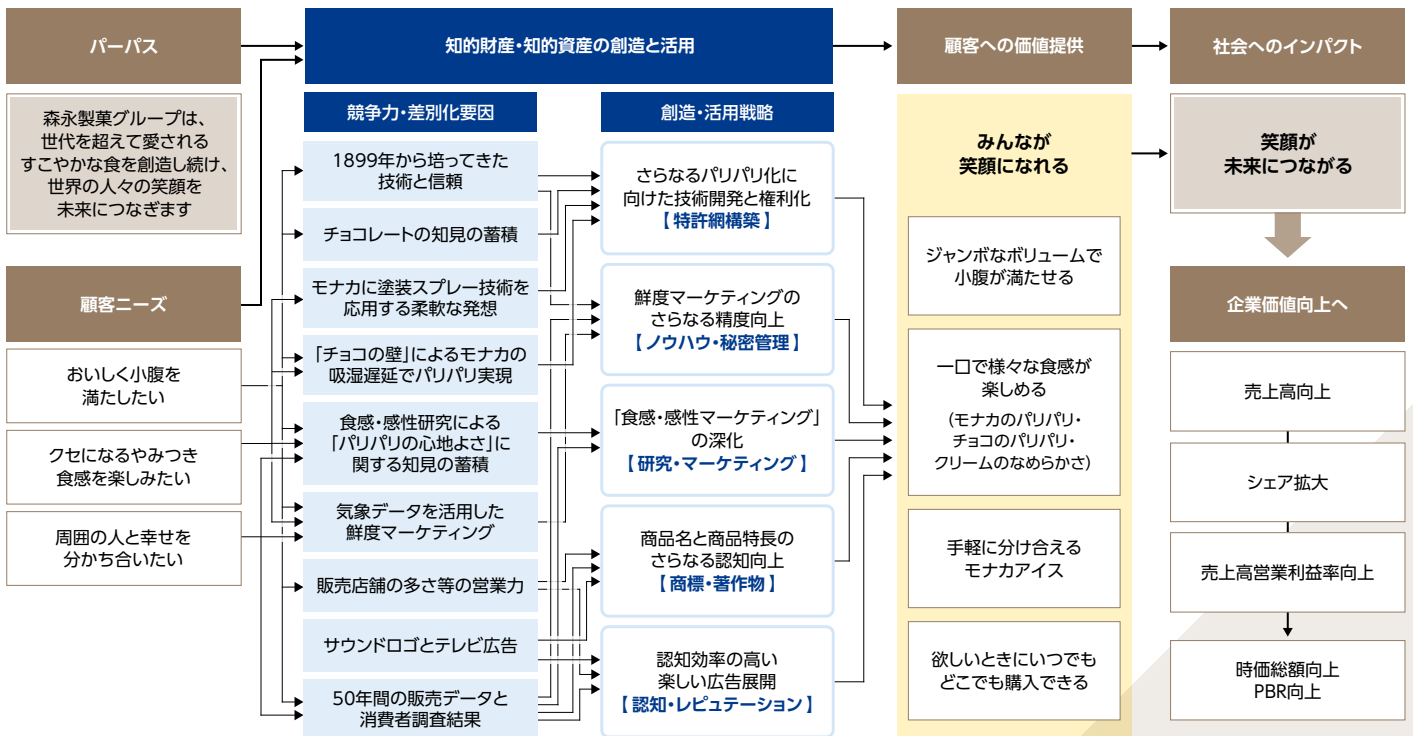 パーパス
森永製菓グループは、
世代を超えて愛される
すこやかな食を創造し続け、
世界の人々の笑顔を
未来につなぎます
顧客ニーズ
おいしく小腹を
満たしたい
クセになるやみつき
食感を楽しみたい
周囲の人と幸せを
分かち合いたい
知的財産・知的資産の創造と活用
競争力・差別化要因
1899年から培ってきた
技術と信頼
チョコレートの知見の蓄積
モナカに塗装スプレー技術を
応用する柔軟な発想
「チョコの壁」によるモナカの
吸湿遅延でパリパリ実現
食感・感性研究による
「パリパリの心地よさ」に
関する知見の蓄積
気象データを活用した
鮮度マーケティング
販売店舗の多さ等の営業力
サウンドロゴとテレビ広告
50年間の販売データと
消費者調査結果
創造・活用戦略
さらなるパリパリ化に
向けた技術開発と権利化
【特許網構築】
鮮度マーケティングの
さらなる精度向上
【ノウハウ・秘密管理】
「食感・感性マーケティング」
の深化
【研究・マーケティング】
商品名と商品特長の
さらなる認知向上
【商標・著作物】
認知効率の高い
楽しい広告展開
【認知・レピュテーション】
顧客への価値提供
みんなが
笑顔になれる
ジャンボなボリュームで
小腹が満たせる
一口で様々な食感が
楽しめる
(モナカのパリパリ・
チョコのパリパリ・
クリームのなめらかさ)
手軽に分け合える
モナカアイス
欲しいときにいつでも
どこでも購入できる
社会へのインパクト
笑顔が
未来につながる
企業価値向上へ
売上高向上
シェア拡大
売上高営業利益率向上
時価総額向上
PBR向上